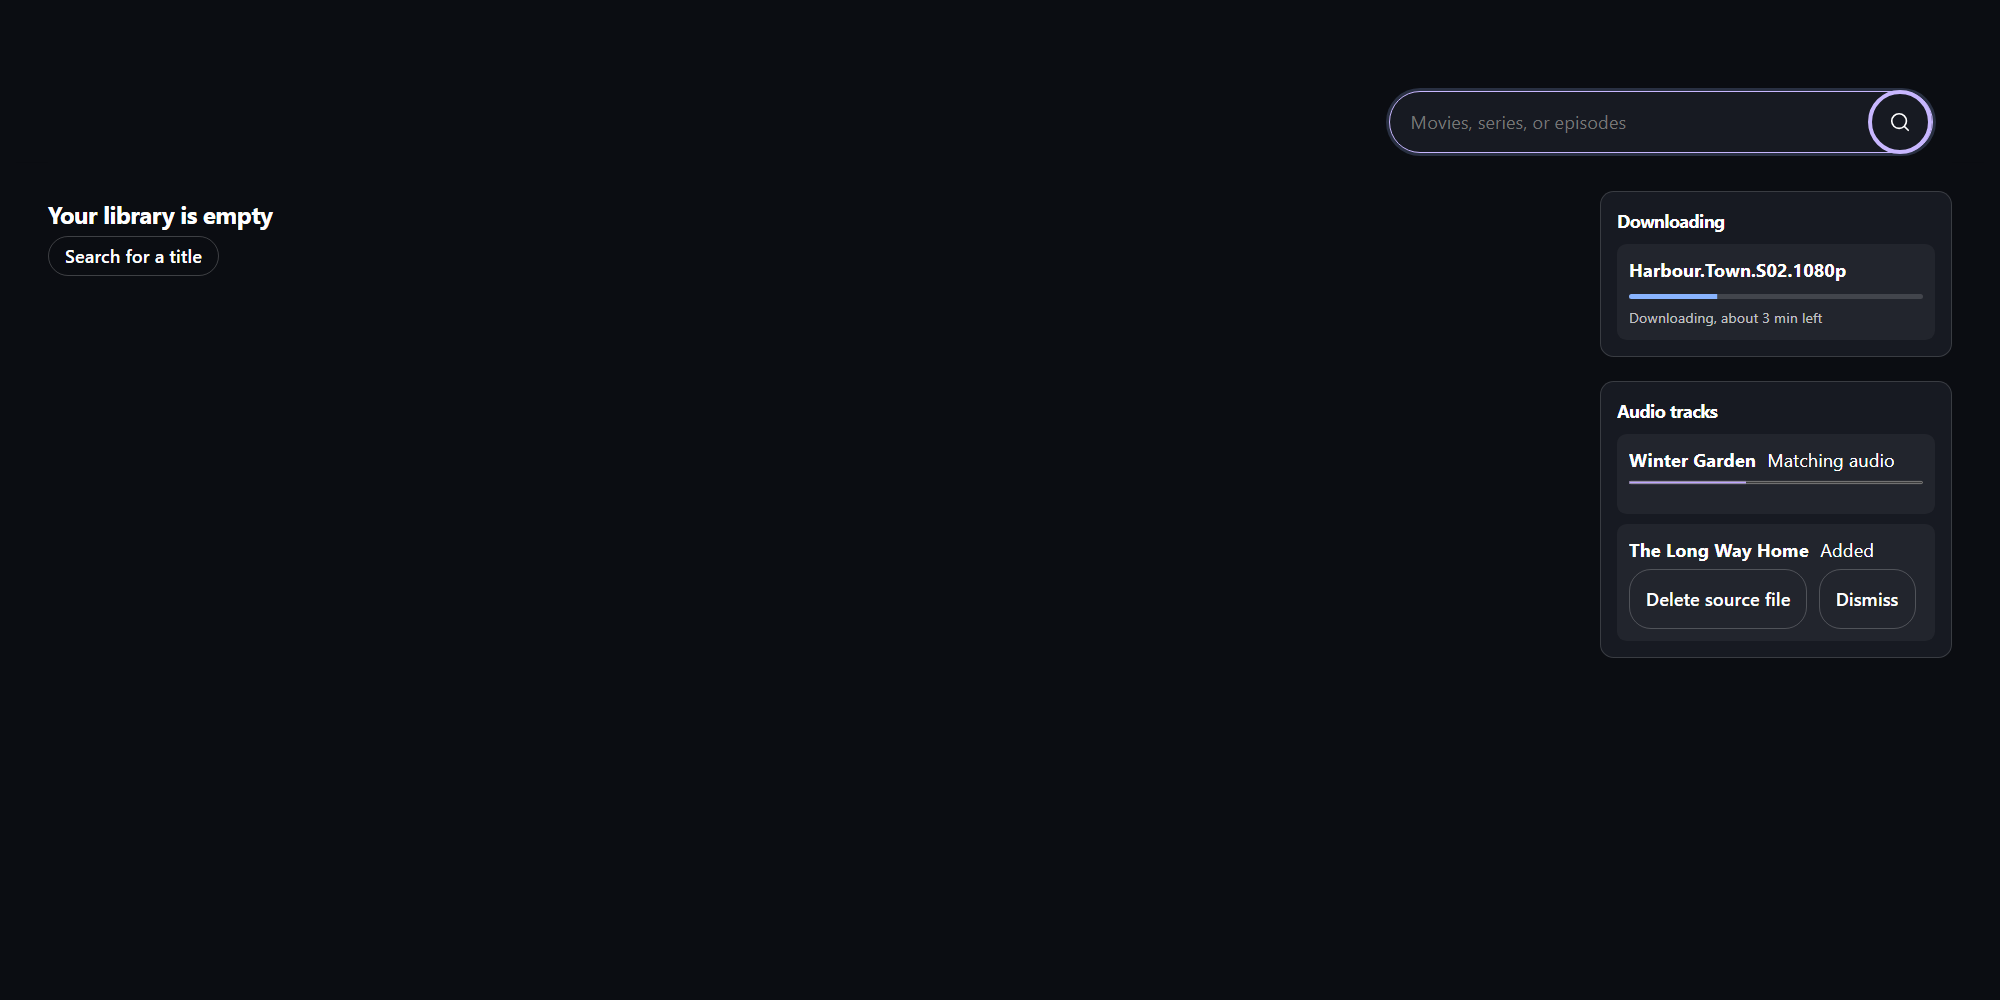 Movies, series, or episodes
Your library is empty
Search for a title
Downloading
Harbour.Town.S02.1080p
Downloading, about 3 min left
Audio tracks
Winter Garden Matching audio
The Long Way Home Added
Delete source file Dismiss